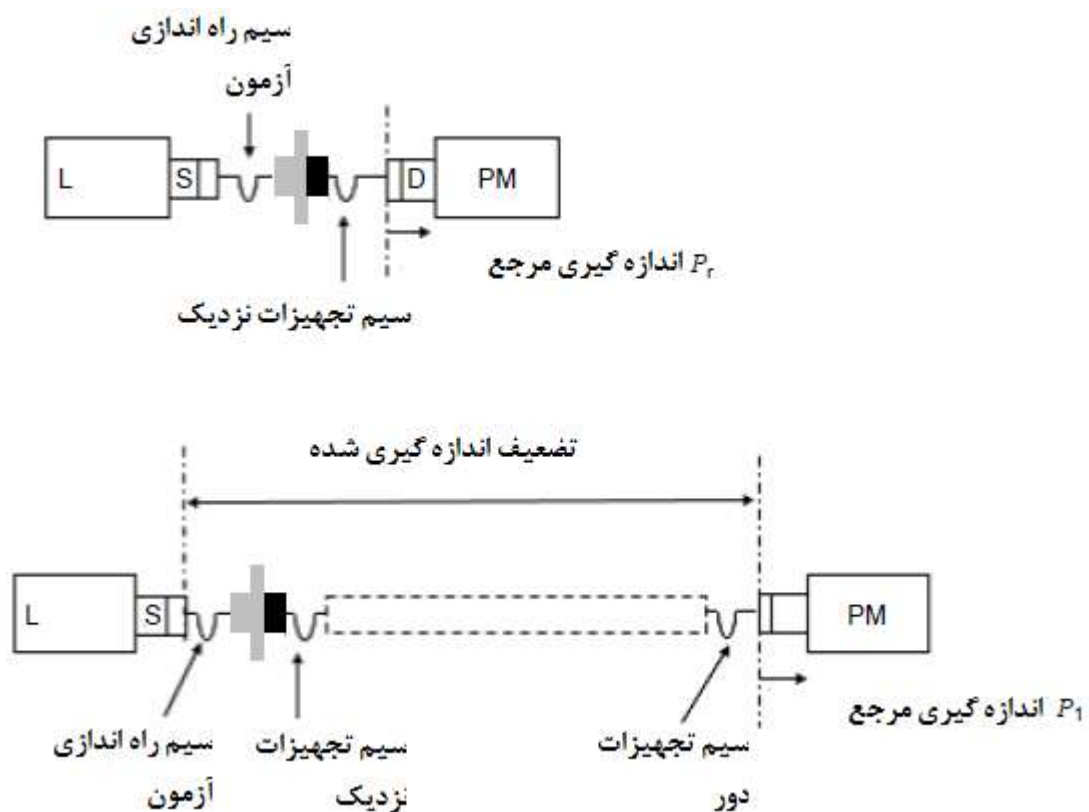 سیم راه اندازی
آزمون
L
S
D
PM
اندازه گیری مرجع Pr
سیم تجهیزات نزدیک
تضعیف اندازه گیری شده
L
S
PM
اندازه گیری مرجع P1
سیم راه اندازی
آزمون
سیم تجهیزات
نزدیک
سیم تجهیزات
دور